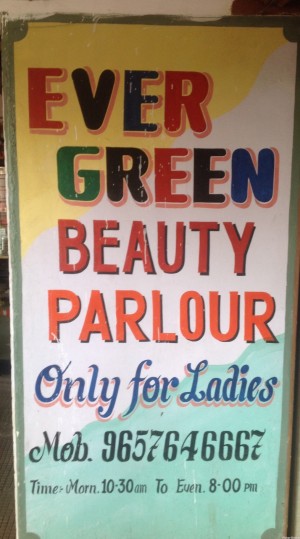 EVER
GREEN
BEAUTY
PARLOUR
Only for Ladies
Mob. 9657646667
Time:- Morn. 10-30 am To Even. 8-00 PM